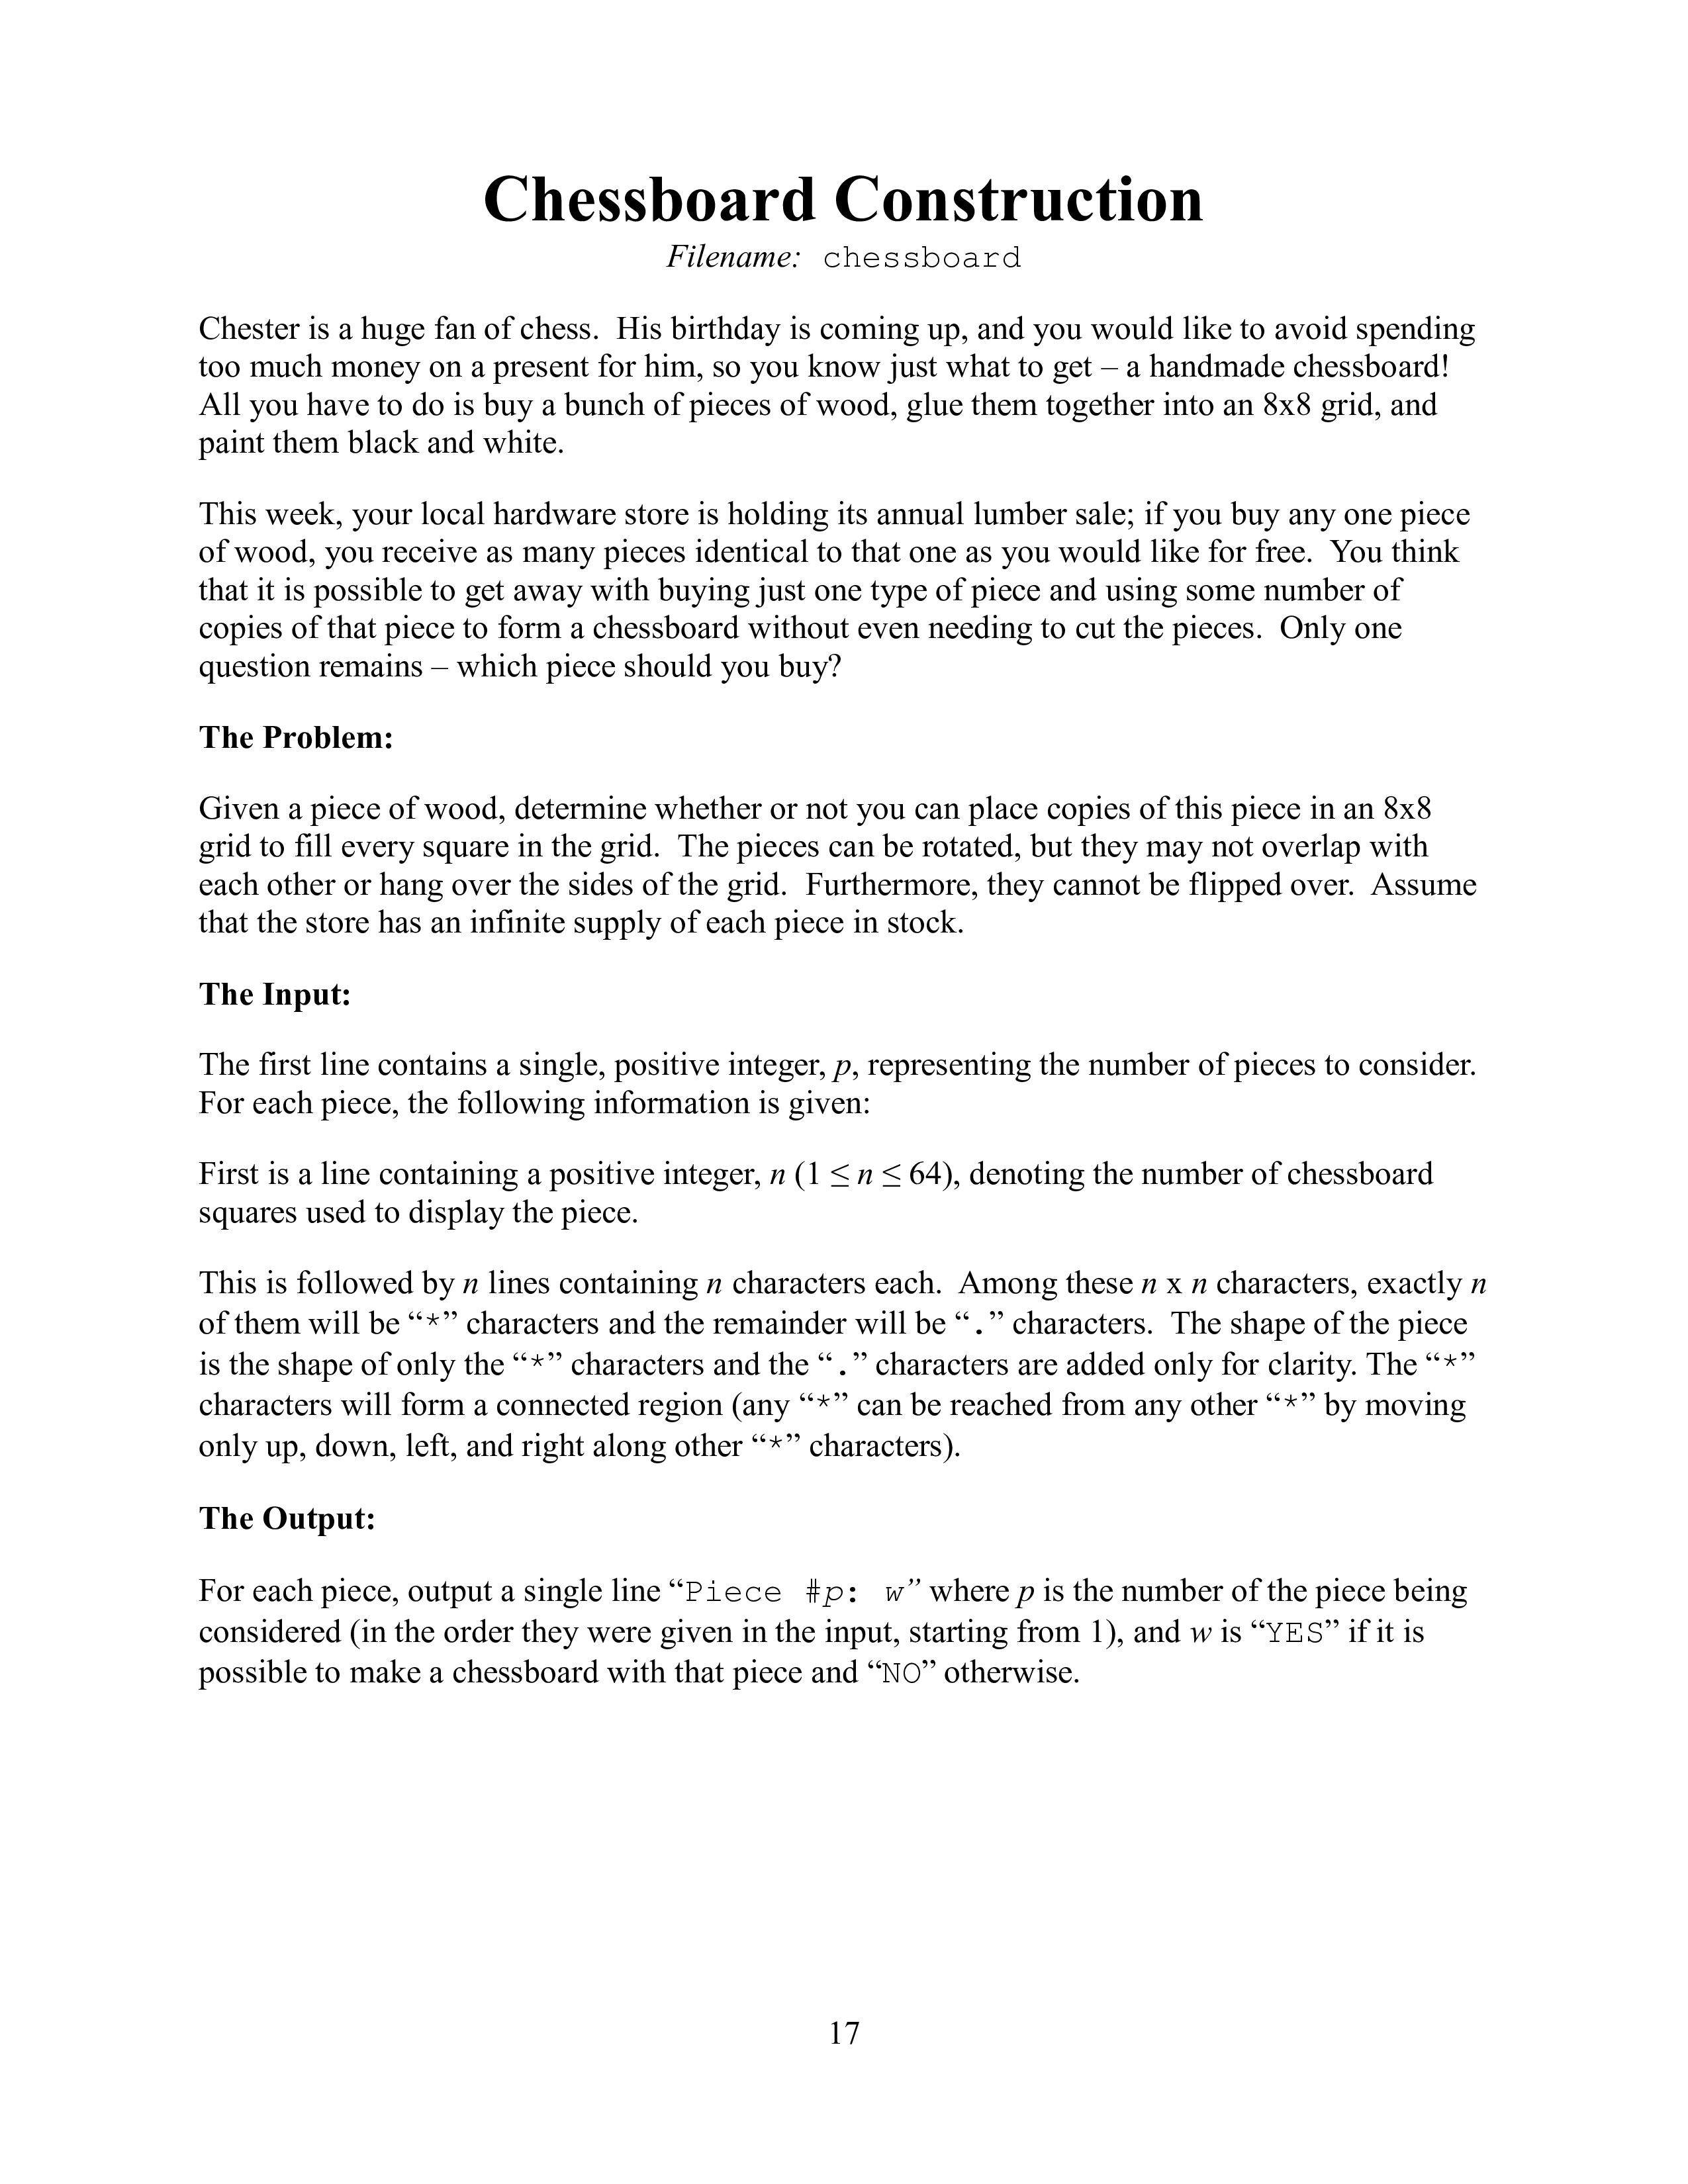 Chessboard Construction
Filename: chessboard
Chester is a huge fan of chess. His birthday is coming up, and you would like to avoid spending
too much money on a present for him, so you know just what to get – a handmade chessboard!
All you have to do is buy a bunch of pieces of wood, glue them together into an 8x8 grid, and
paint them black and white.
This week, your local hardware store is holding its annual lumber sale; if you buy any one piece
of wood, you receive as many pieces identical to that one as you would like for free. You think
that it is possible to get away with buying just one type of piece and using some number of
copies of that piece to form a chessboard without even needing to cut the pieces. Only one
question remains – which piece should you buy?
The Problem:
Given a piece of wood, determine whether or not you can place copies of this piece in an 8x8
grid to fill every square in the grid. The pieces can be rotated, but they may not overlap with
each other or hang over the sides of the grid. Furthermore, they cannot be flipped over. Assume
that the store has an infinite supply of each piece in stock.
The Input:
The first line contains a single, positive integer, p, representing the number of pieces to consider.
For each piece, the following information is given:
First is a line containing a positive integer, n (1 ≤ n ≤ 64), denoting the number of chessboard
squares used to display the piece.
This is followed by n lines containing n characters each. Among these n x n characters, exactly n
of them will be “*” characters and the remainder will be “.” characters. The shape of the piece
is the shape of only the “*” characters and the “.” characters are added only for clarity. The “*”
characters will form a connected region (any “*” can be reached from any other “*” by moving
only up, down, left, and right along other “*” characters).
The Output:
For each piece, output a single line “Piece #p: w” where p is the number of the piece being
considered (in the order they were given in the input, starting from 1), and w is “YES” if it is
possible to make a chessboard with that piece and “NO” otherwise.
17